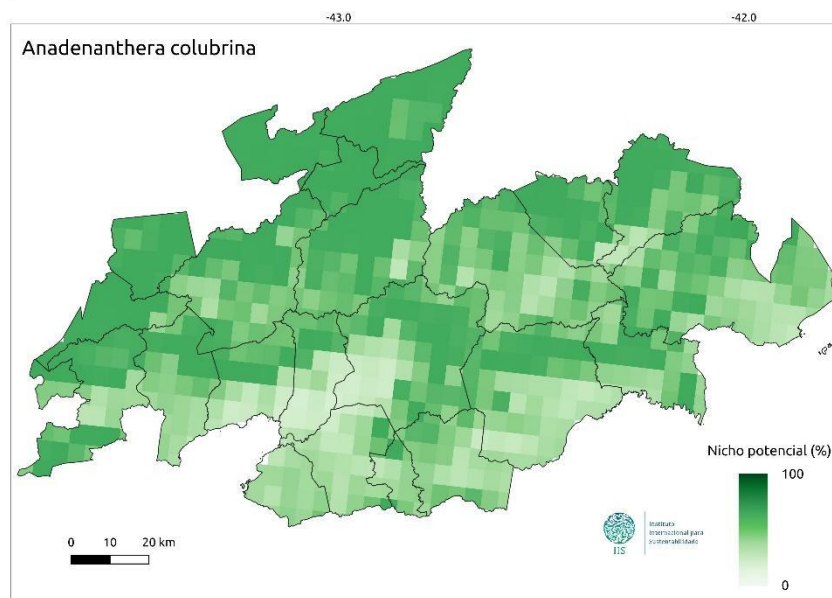 -43.0
-42.0
Anadenanthera colubrina
Nicho potencial (%)
100
0
0 10 20 km
IIS
Instituto
Internacional para
Sustentabilidade